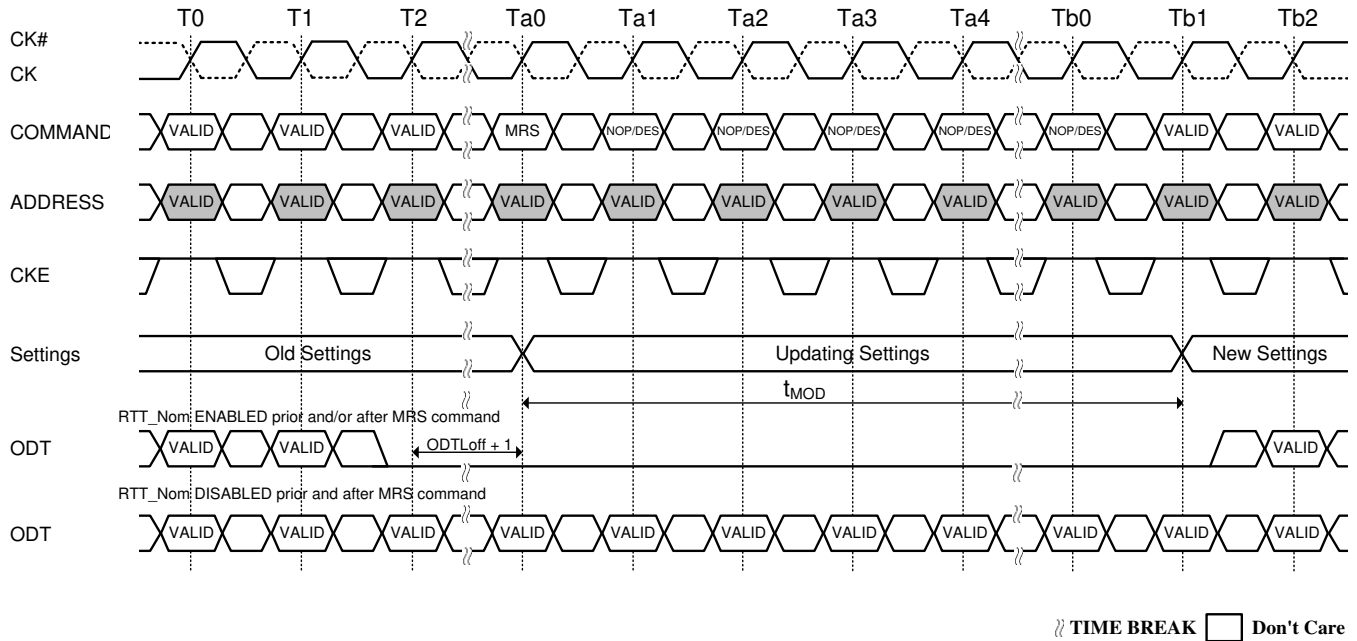 T0 T1 T2 Ta0 Ta1 Ta2 Ta3 Ta4 Tb0 Tb1 Tb2
CK#
CK
COMMAND VALID VALID VALID MRS NOP/DES NOP/DES NOP/DES NOP/DES NOP/DES VALID VALID
ADDRESS VALID VALID VALID VALID VALID VALID VALID VALID VALID VALID VALID
CKE
Settings Old Settings Updating Settings New Settings
tMOD
RTT_Nom ENABLED prior and/or after MRS command
ODT VALID VALID ODTLoff + 1 VALID
RTT_Nom DISABLED prior and after MRS command
ODT VALID VALID VALID VALID VALID VALID VALID VALID VALID VALID VALID
TIME BREAK Don't Care